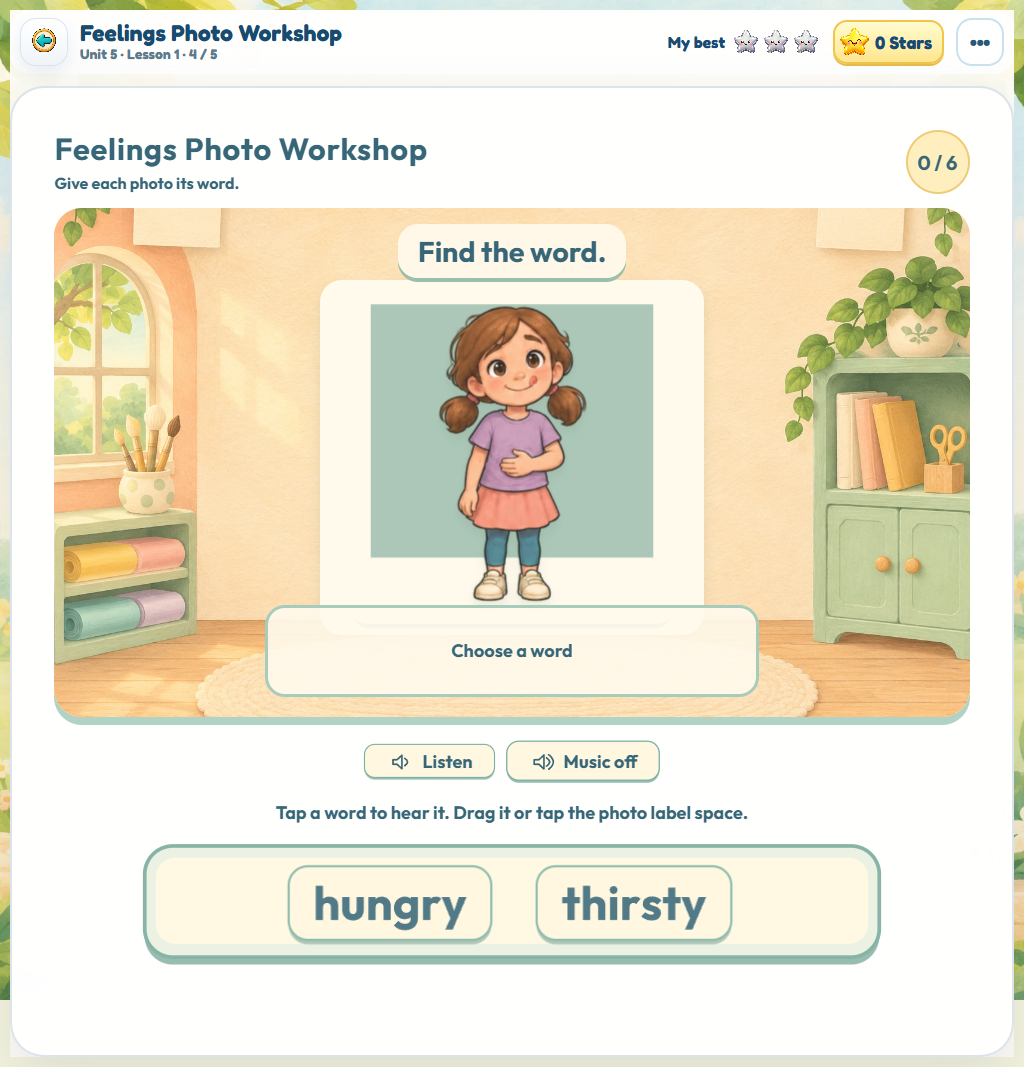 Feelings Photo Workshop
Unit 5 · Lesson 1 · 4 / 5
My best
0 Stars
Feelings Photo Workshop
Give each photo its word.
0 / 6
Find the word.
Choose a word
Listen
Music off
Tap a word to hear it. Drag it or tap the photo label space.
hungry
thirsty